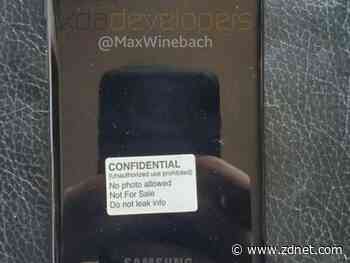 xdadevelopers
@MaxWinebach
CONFIDENTIAL
(Unauthorized use prohibited)
No photo allowed
Not For Sale
Do not leak info
SAMSUNG
www.zdnet.com